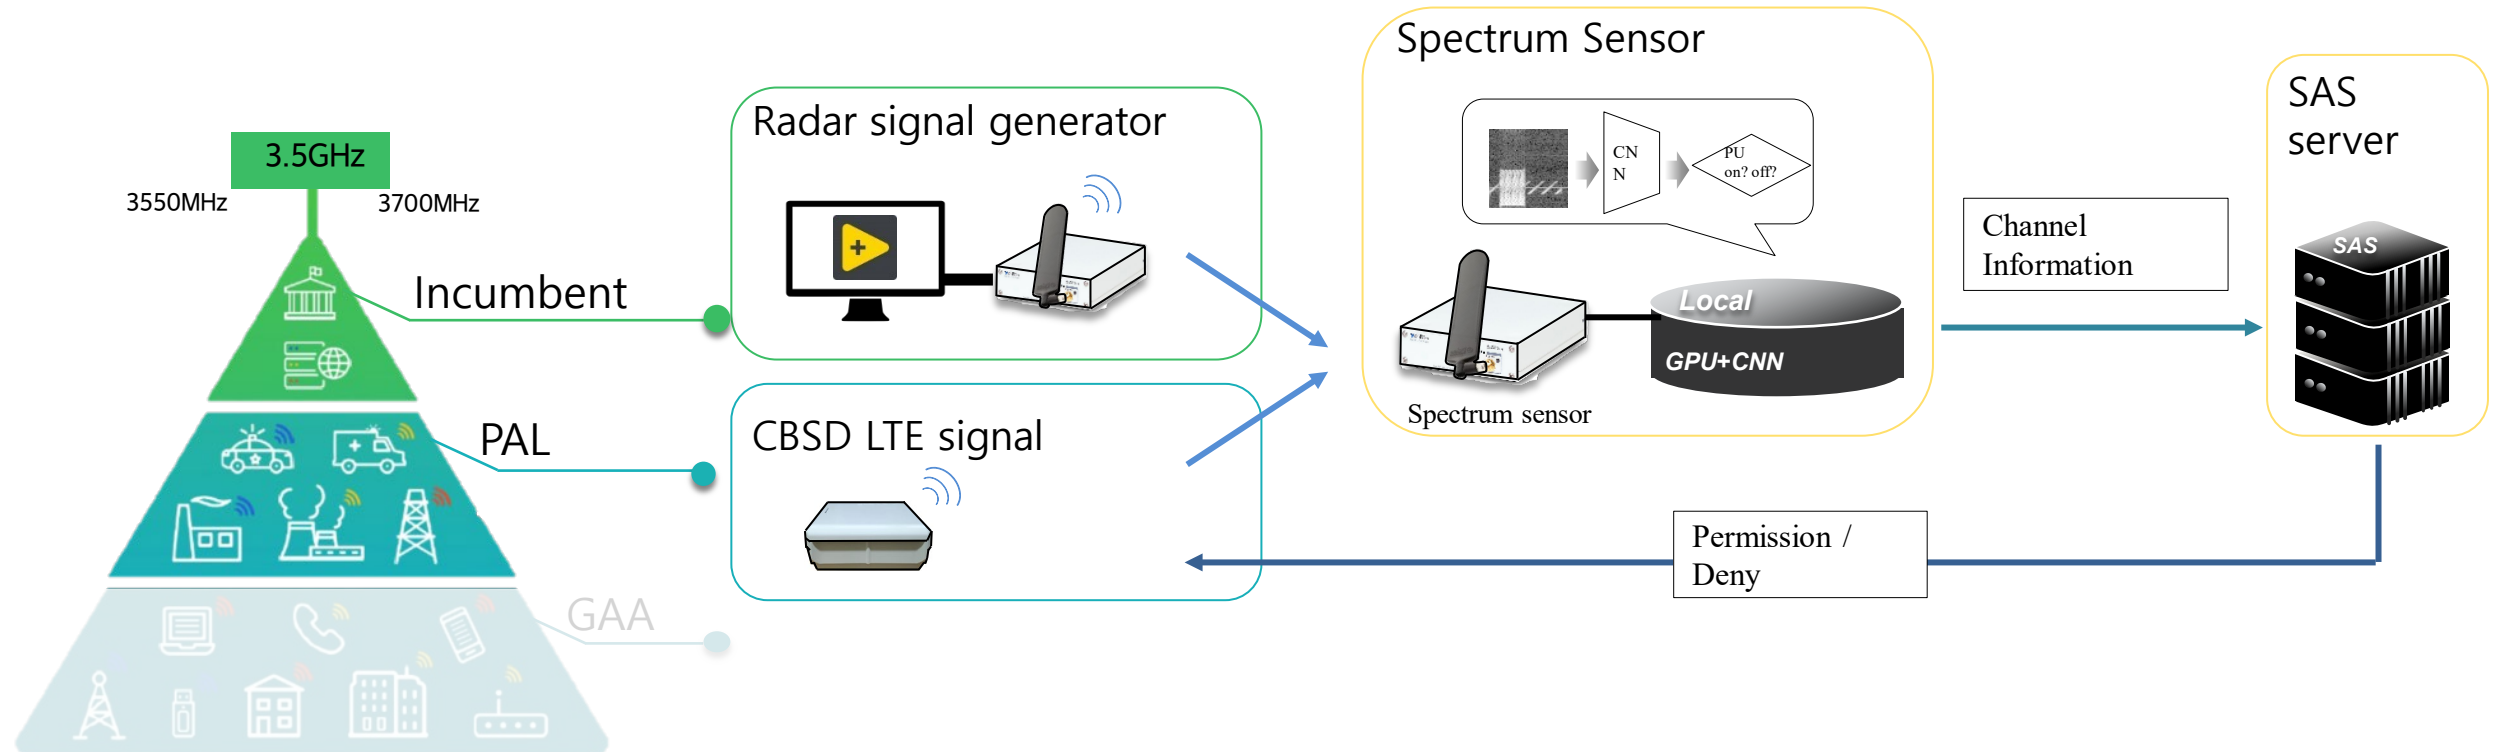 3.5GHz
3550MHz
3700MHz
Incumbent
PAL
GAA
Radar signal generator
CBSD LTE signal
Spectrum Sensor
CN
N
PU
on? off?
Local
GPU+CNN
Spectrum sensor
Channel
Information
SAS
server
SAS
Permission /
Deny